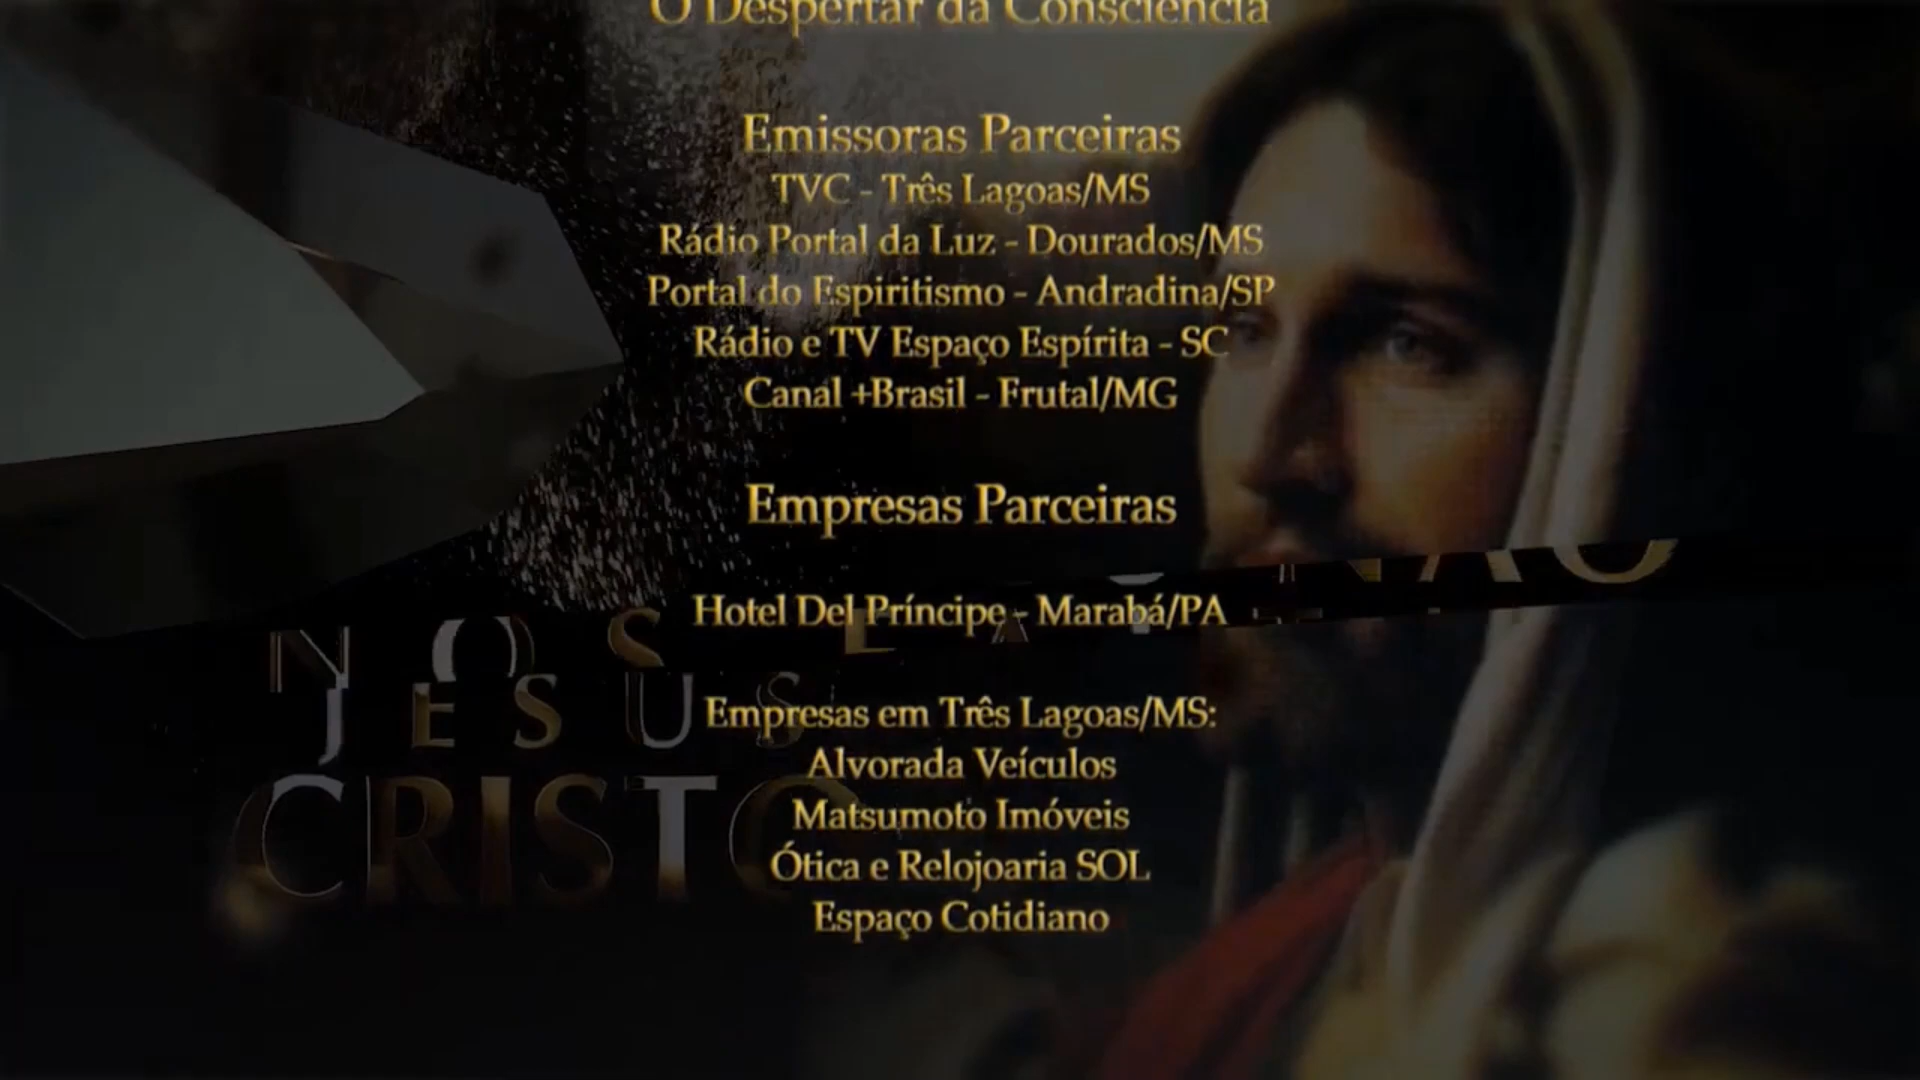 O Despertar da Consciência
Emissoras Parceiras
TVC - Três Lagoas/MS
Rádio Portal da Luz - Dourados/MS
Portal do Espiritismo - Andradina/SP
Rádio e TV Espaço Espírita - SC
Canal +Brasil - Frutal/MG
Empresas Parceiras
Hotel Del Príncipe - Marabá/PA
Empresas em Três Lagoas/MS:
Alvorada Veículos
Matsumoto Imóveis
Ótica e Relojoaria SOL
Espaço Cotidiano
JESUS
CRISTO